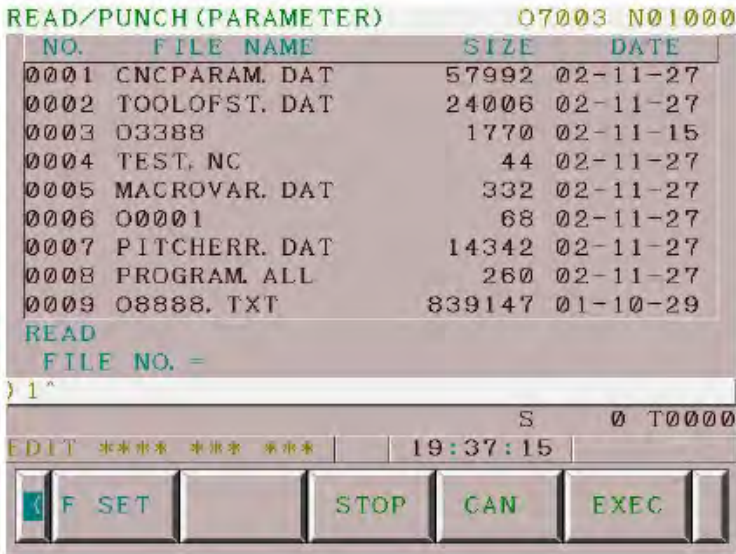 READ/PUNCH(PARAMETER) O7003 N01000
NO. FILE NAME SIZE DATE
0001 CNCPARAM. DAT 57992 02-11-27
0002 TOOLOFST. DAT 24006 02-11-27
0003 O3388 1770 02-11-15
0004 TEST. NC 44 02-11-27
0005 MACROVAR. DAT 332 02-11-27
0006 O0001 68 02-11-27
0007 PITCHERR. DAT 14342 02-11-27
0008 PROGRAM. ALL 260 02-11-27
0009 O8888. TXT 839147 01-10-29
READ
FILE NO. =
) 1^
S 0 T0000
EDIT **** *** *** 19:37:15
< F SET STOP CAN EXEC